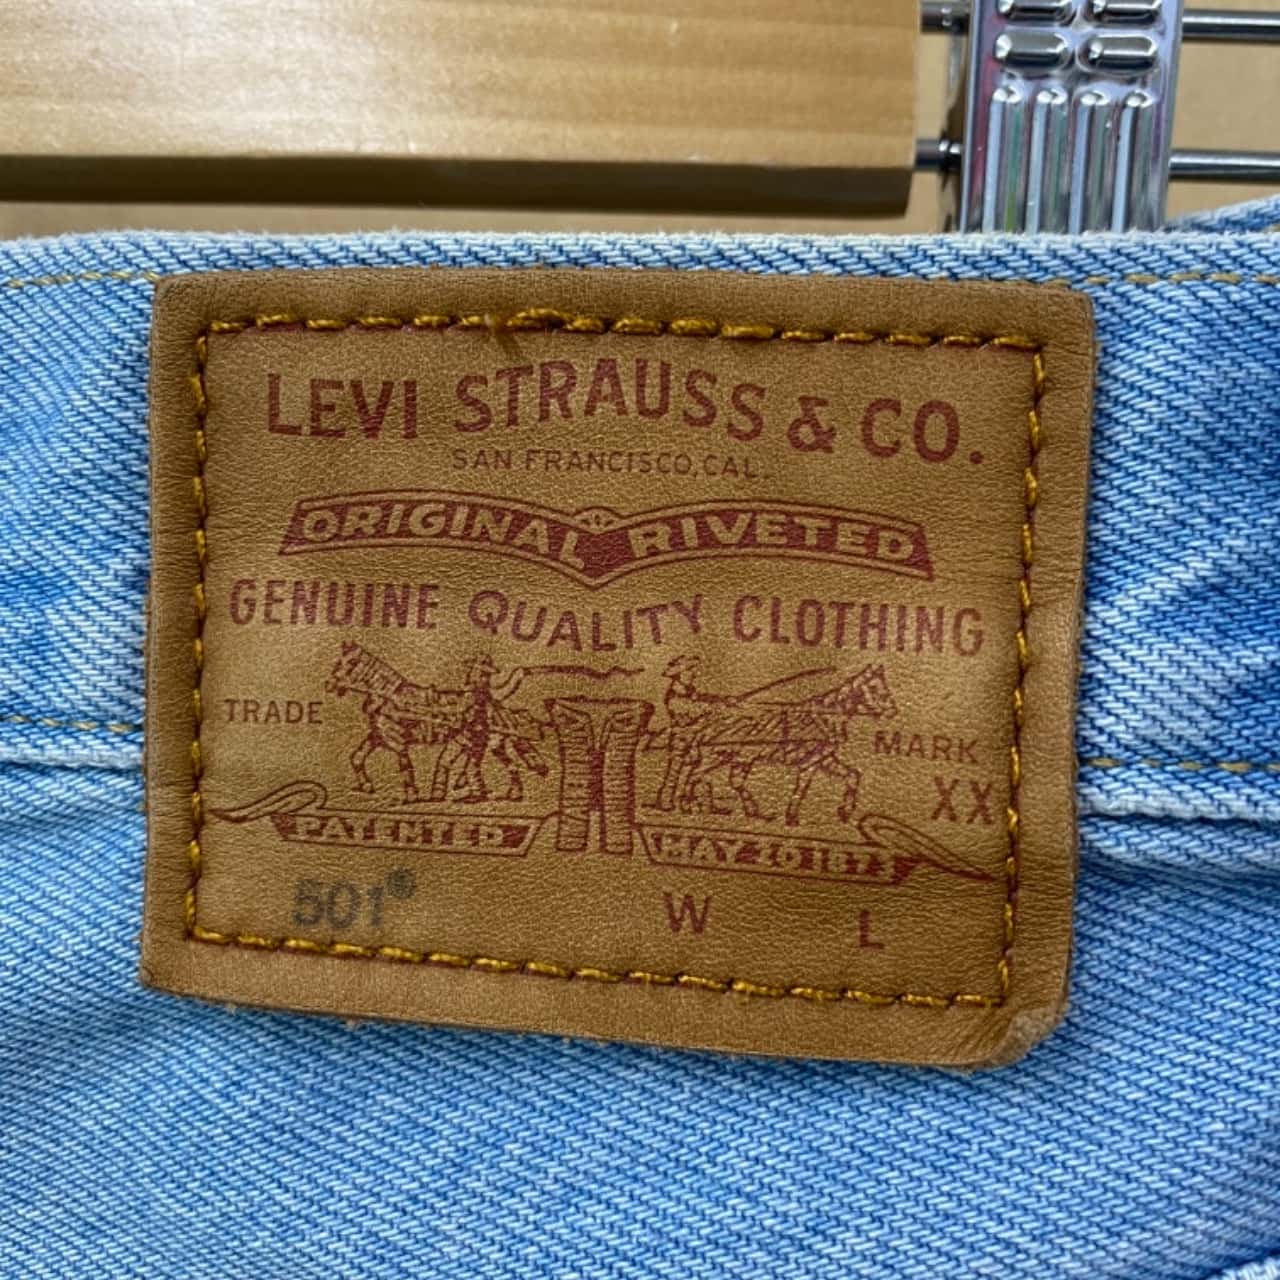 LEVI STRAUSS & CO.
SAN FRANCISCO, CAL.
ORIGINAL RIVETED
GENUINE QUALITY CLOTHING
TRADE MARK
XX
PATENTED MAY 20 1873
501® W L